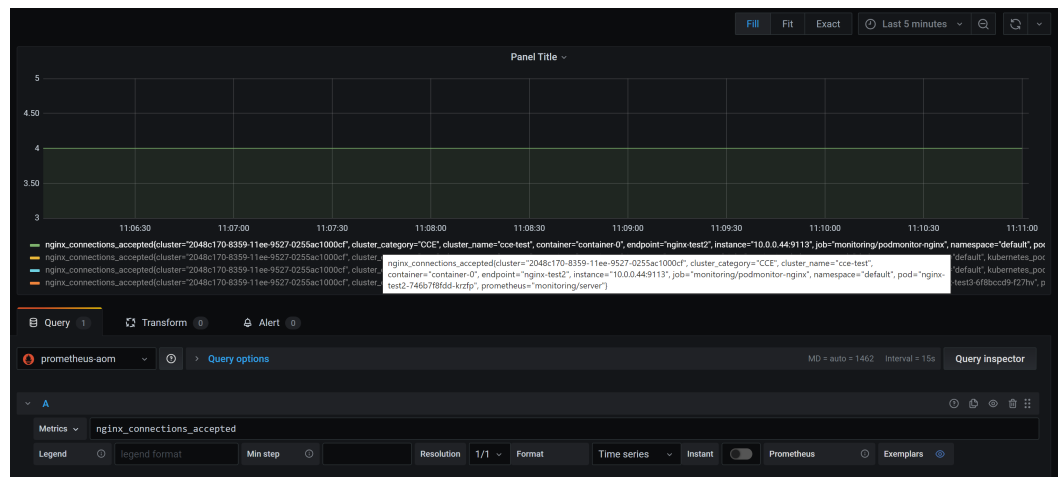 Fill Fit Exact Last 5 minutes
Panel Title
5
4.50
4
3.50
3
11:06:30 11:07:00 11:07:30 11:08:00 11:08:30 11:09:00 11:09:30 11:10:00 11:10:30 11:11:00
nginx_connections_accepted{cluster="2048c170-8359-11ee-9527-0255ac1000cf", cluster_category="CCE", cluster_name="cce-test", container="container-0", endpoint="nginx-test2", instance="10.0.0.44:9113", job="monitoring/podmonitor-nginx", namespace="default", poc
nginx_connections_accepted{cluster="2048c170-8359-11ee-9527-0255ac1000cf", cluster_ "default", kubernetes_poc
nginx_connections_accepted{cluster="2048c170-8359-11ee-9527-0255ac1000cf", cluster_ "default", kubernetes_poc
nginx_connections_accepted{cluster="2048c170-8359-11ee-9527-0255ac1000cf", cluster_ -test3-6f8bccd9-f27hv", p
nginx_connections_accepted{cluster="2048c170-8359-11ee-9527-0255ac1000cf", cluster_category="CCE", cluster_name="cce-test",
container="container-0", endpoint="nginx-test2", instance="10.0.0.44:9113", job="monitoring/podmonitor-nginx", namespace="default", pod="nginx-
test2-746b7f8fdd-krzfp", prometheus="monitoring/server"}
Query 1 Transform 0 Alert 0
prometheus-aom Query options MD = auto = 1462 Interval = 15s Query inspector
A
Metrics nginx_connections_accepted
Legend legend format Min step Resolution 1/1 Format Time series Instant Prometheus Exemplars